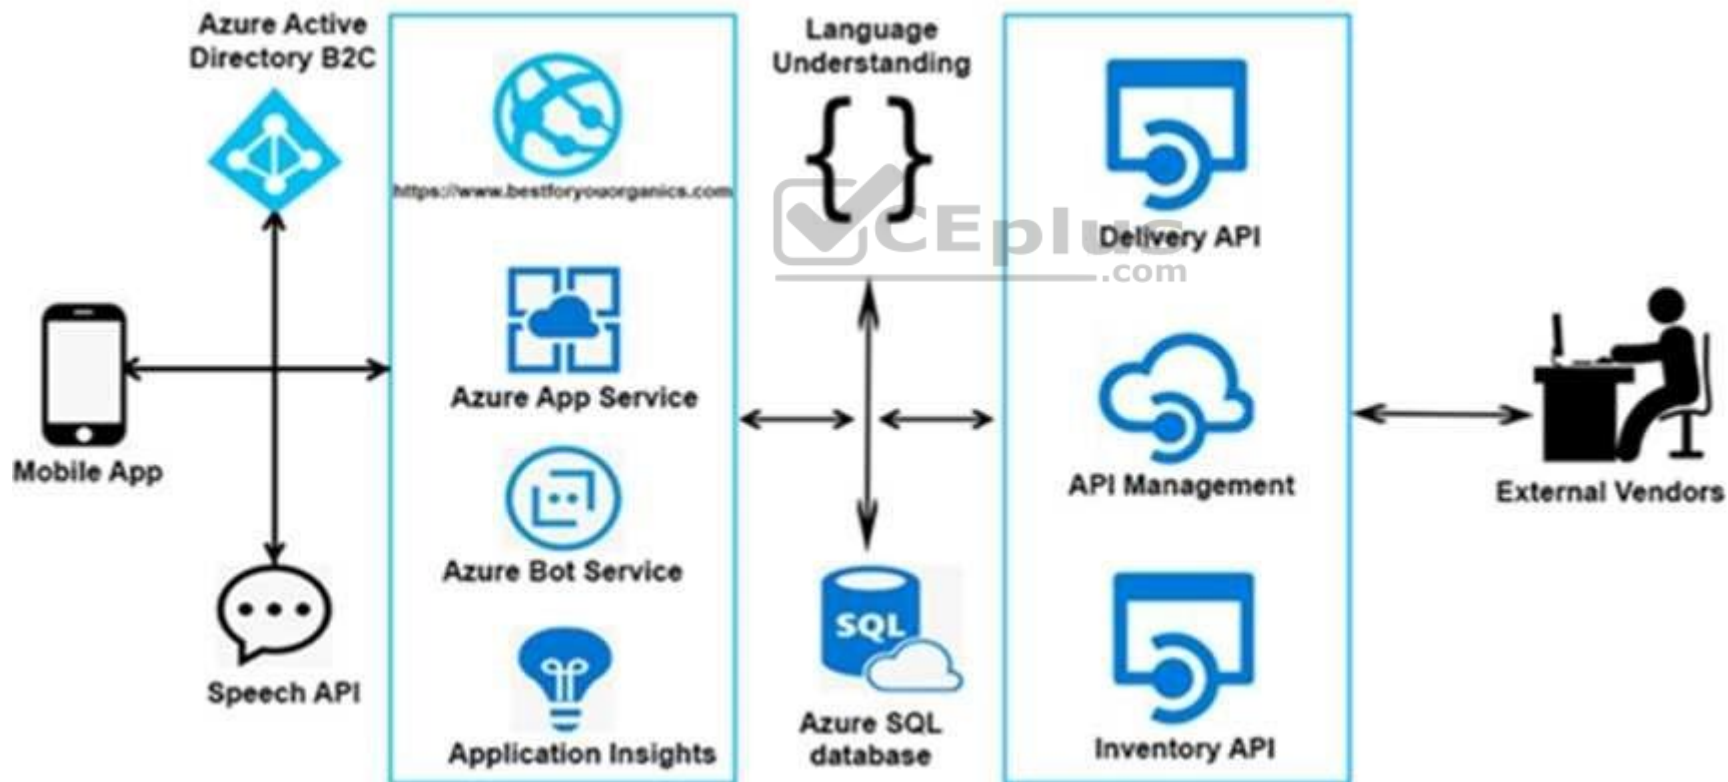 Azure Active
Directory B2C
Mobile App
Speech API
https://www.bestforyouorganics.com
Azure App Service
Azure Bot Service
Application Insights
Language
Understanding
{ }
SQL
Azure SQL
database
CEplus
.com
Delivery API
API Management
Inventory API
External Vendors